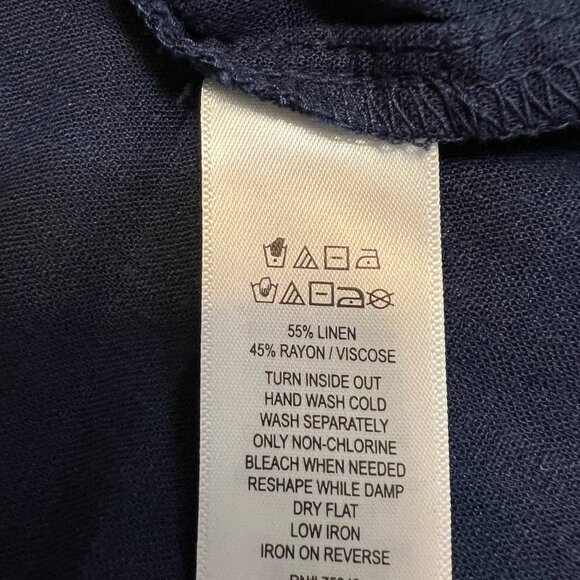 55% LINEN
45% RAYON / VISCOSE
TURN INSIDE OUT
HAND WASH COLD
WASH SEPARATELY
ONLY NON-CHLORINE
BLEACH WHEN NEEDED
RESHAPE WHILE DAMP
DRY FLAT
LOW IRON
IRON ON REVERSE